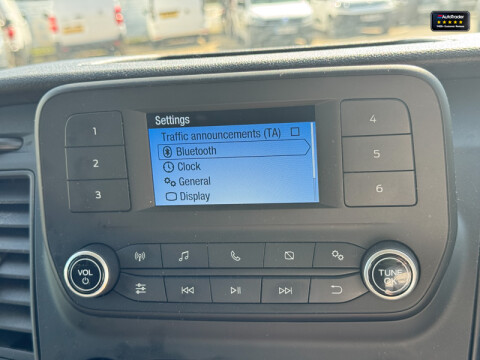 AutoTrader
Settings
Traffic announcements (TA)
Bluetooth
Clock
General
Display
1
2
3
4
5
6
VOL
TUNE
OK